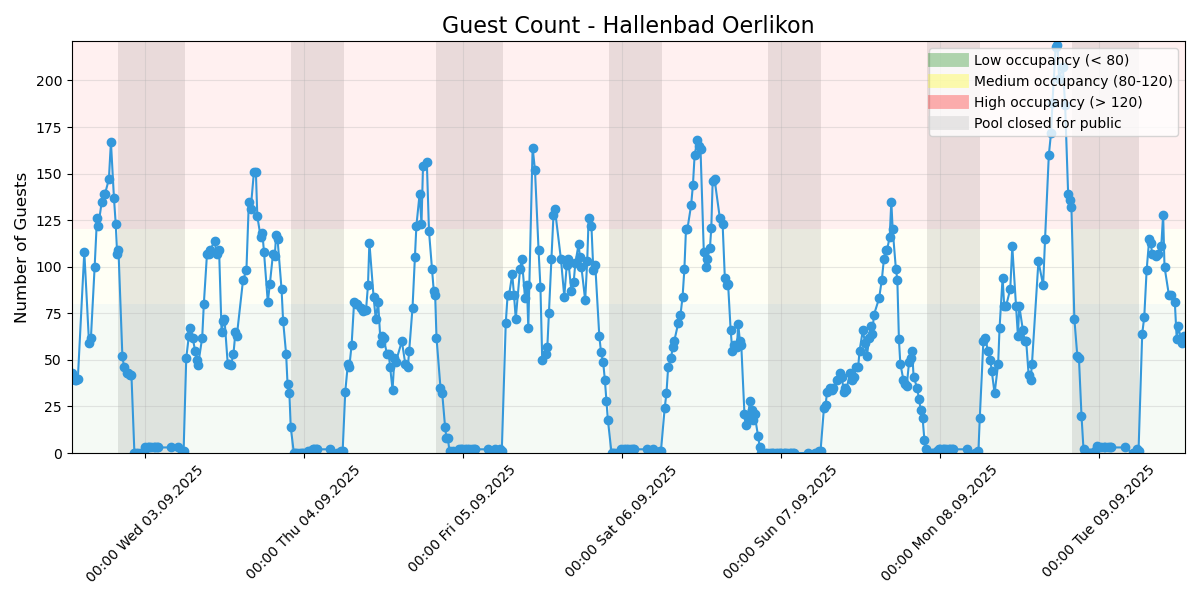 Guest Count - Hallenbad Oerlikon
Number of Guests
200
175
150
125
100
75
50
25
0
Low occupancy (< 80)
Medium occupancy (80-120)
High occupancy (> 120)
Pool closed for public
00:00 Wed 03.09.2025
00:00 Thu 04.09.2025
00:00 Fri 05.09.2025
00:00 Sat 06.09.2025
00:00 Sun 07.09.2025
00:00 Mon 08.09.2025
00:00 Tue 09.09.2025